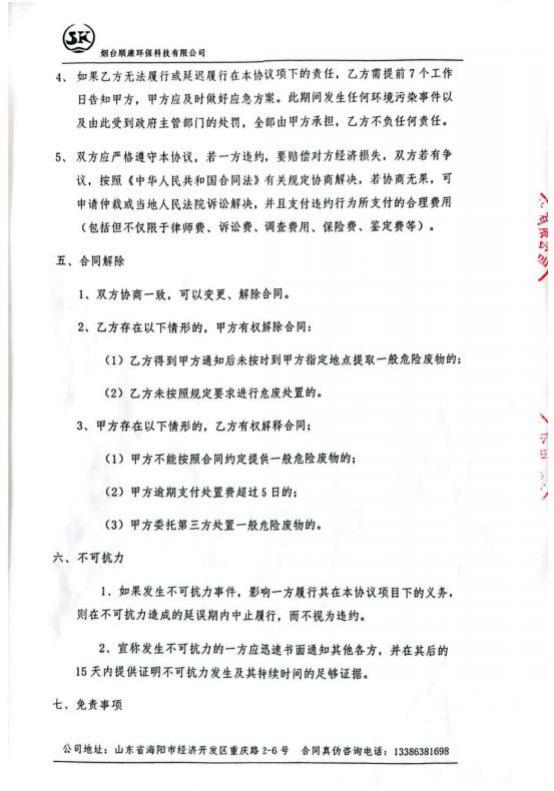 SK
烟台顺康环保科技有限公司
4、如果乙方无法履行或延迟履行在本协议项下的责任，乙方需提前7个工作
日告知甲方，甲方应及时做好应急方案。此期间发生任何环境污染事件以
及由此受到政府主管部门的处罚，全部由甲方承担，乙方不负任何责任。
5、双方应严格遵守本协议，若一方违约，要赔偿对方经济损失，双方若有争
议，按照《中华人民共和国合同法》有关规定协商解决，若协商无果，可
申请仲裁或当地人民法院诉讼解决，并且支付违约行为所支付的合理费用
（包括但不仅限于律师费、诉讼费、调查费用、保险费、鉴定费等）。
五、合同解除
1、双方协商一致，可以变更、解除合同。
2、乙方存在以下情形的，甲方有权解除合同：
（1）乙方得到甲方通知后未按时到甲方指定地点提取一般危险废物的；
（2）乙方未按照规定要求进行危废处置的。
3、甲方存在以下情形的，乙方有权解释合同：
（1）甲方不能按照合同约定提供一般危险废物的；
（2）甲方逾期支付处置费超过5日的；
（3）甲方委托第三方处置一般危险废物的。
六、不可抗力
1、如果发生不可抗力事件，影响一方履行其在本协议项目下的义务，
则在不可抗力造成的延误期内中止履行，而不视为违约。
2、宣称发生不可抗力的一方应迅速书面通知其他各方，并在其后的
15天内提供证明不可抗力发生及其持续时间的足够证据。
七、免责事项
公司地址：山东省海阳市经济开发区重庆路2-6号 合同真伪咨询电话：13386381698
有限公司